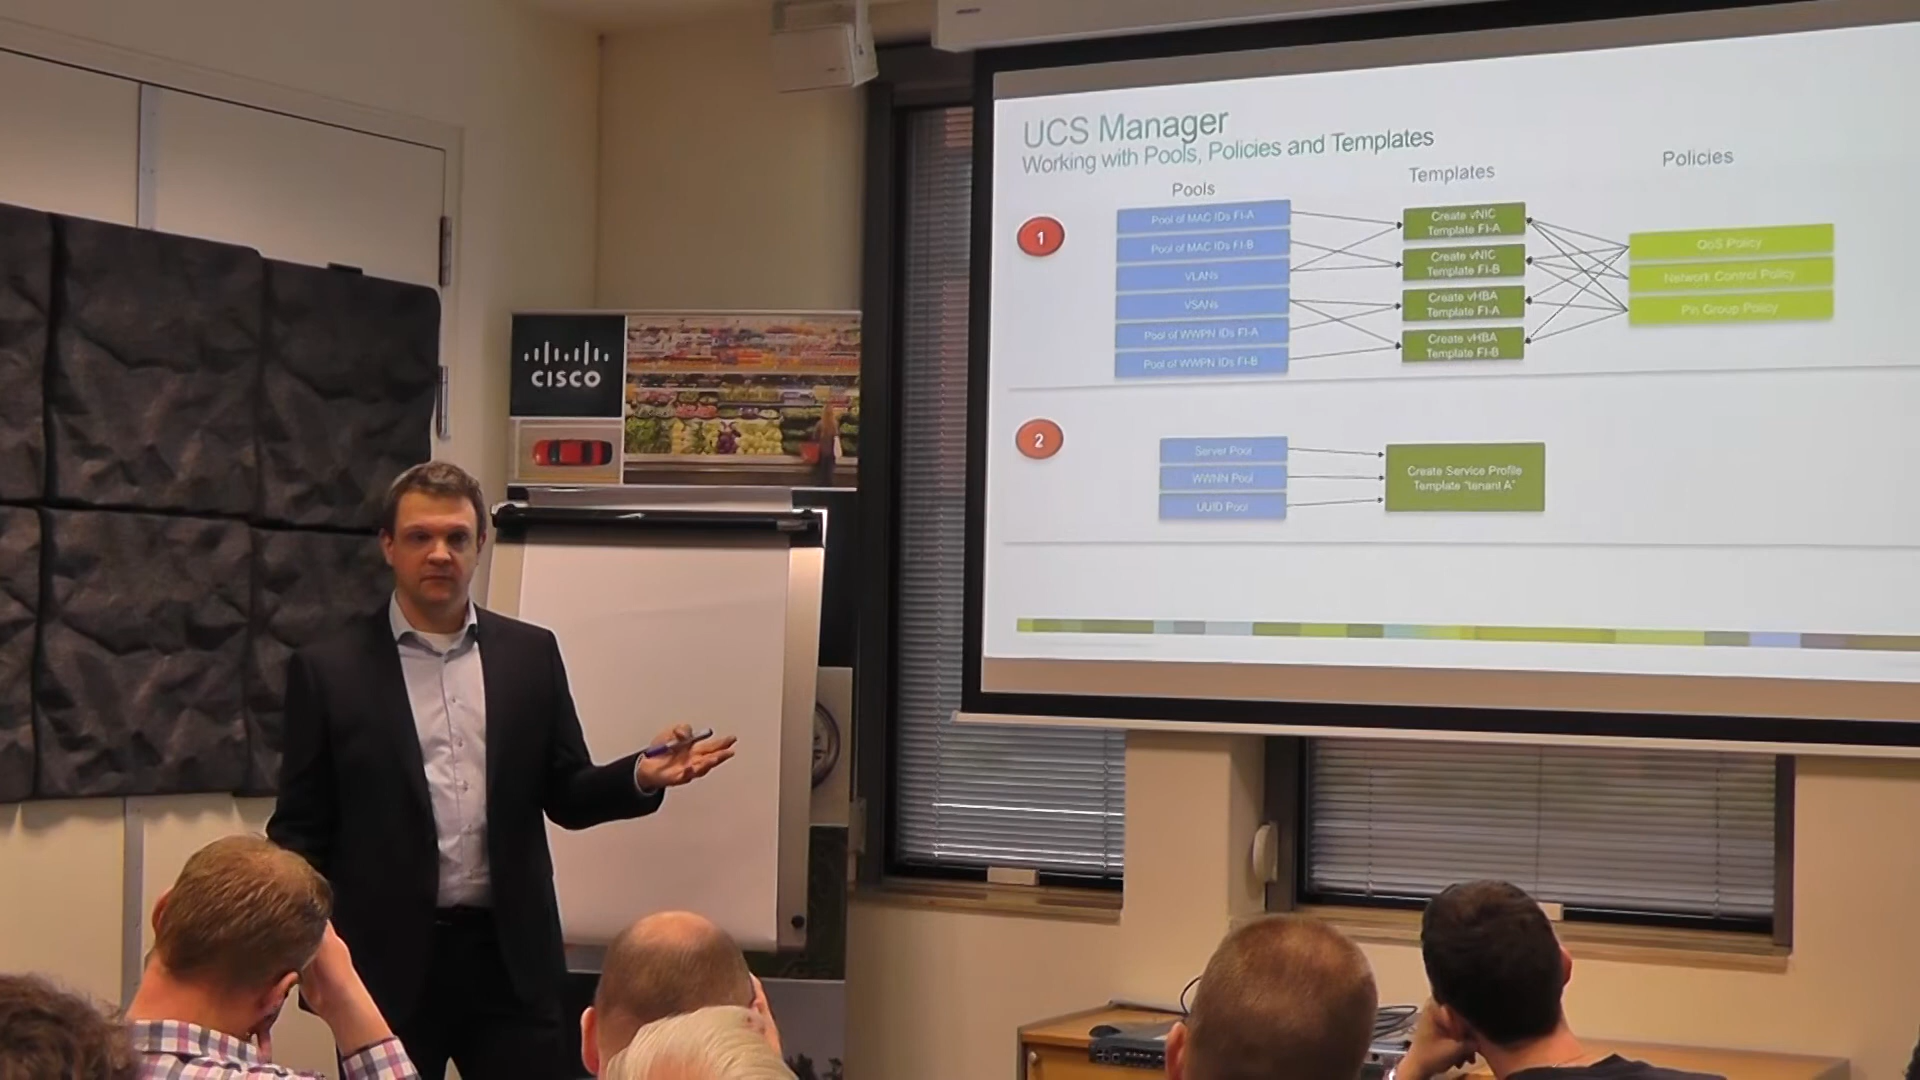 UCS Manager
Working with Pools, Policies and Templates
Pools
Templates
Policies
1
Pool of MAC IDs FI-A
Pool of MAC IDs FI-B
VLANs
VSANs
Pool of WWPN IDs FI-A
Pool of WWPN IDs FI-B
Create vNIC
Template FI-A
Create vNIC
Template FI-B
Create vHBA
Template FI-A
Create vHBA
Template FI-B
QoS Policy
Network Control Policy
Pin Group Policy
2
Server Pool
WWNN Pool
UUID Pool
Create Service Profile
Template "tenant A"
CISCO